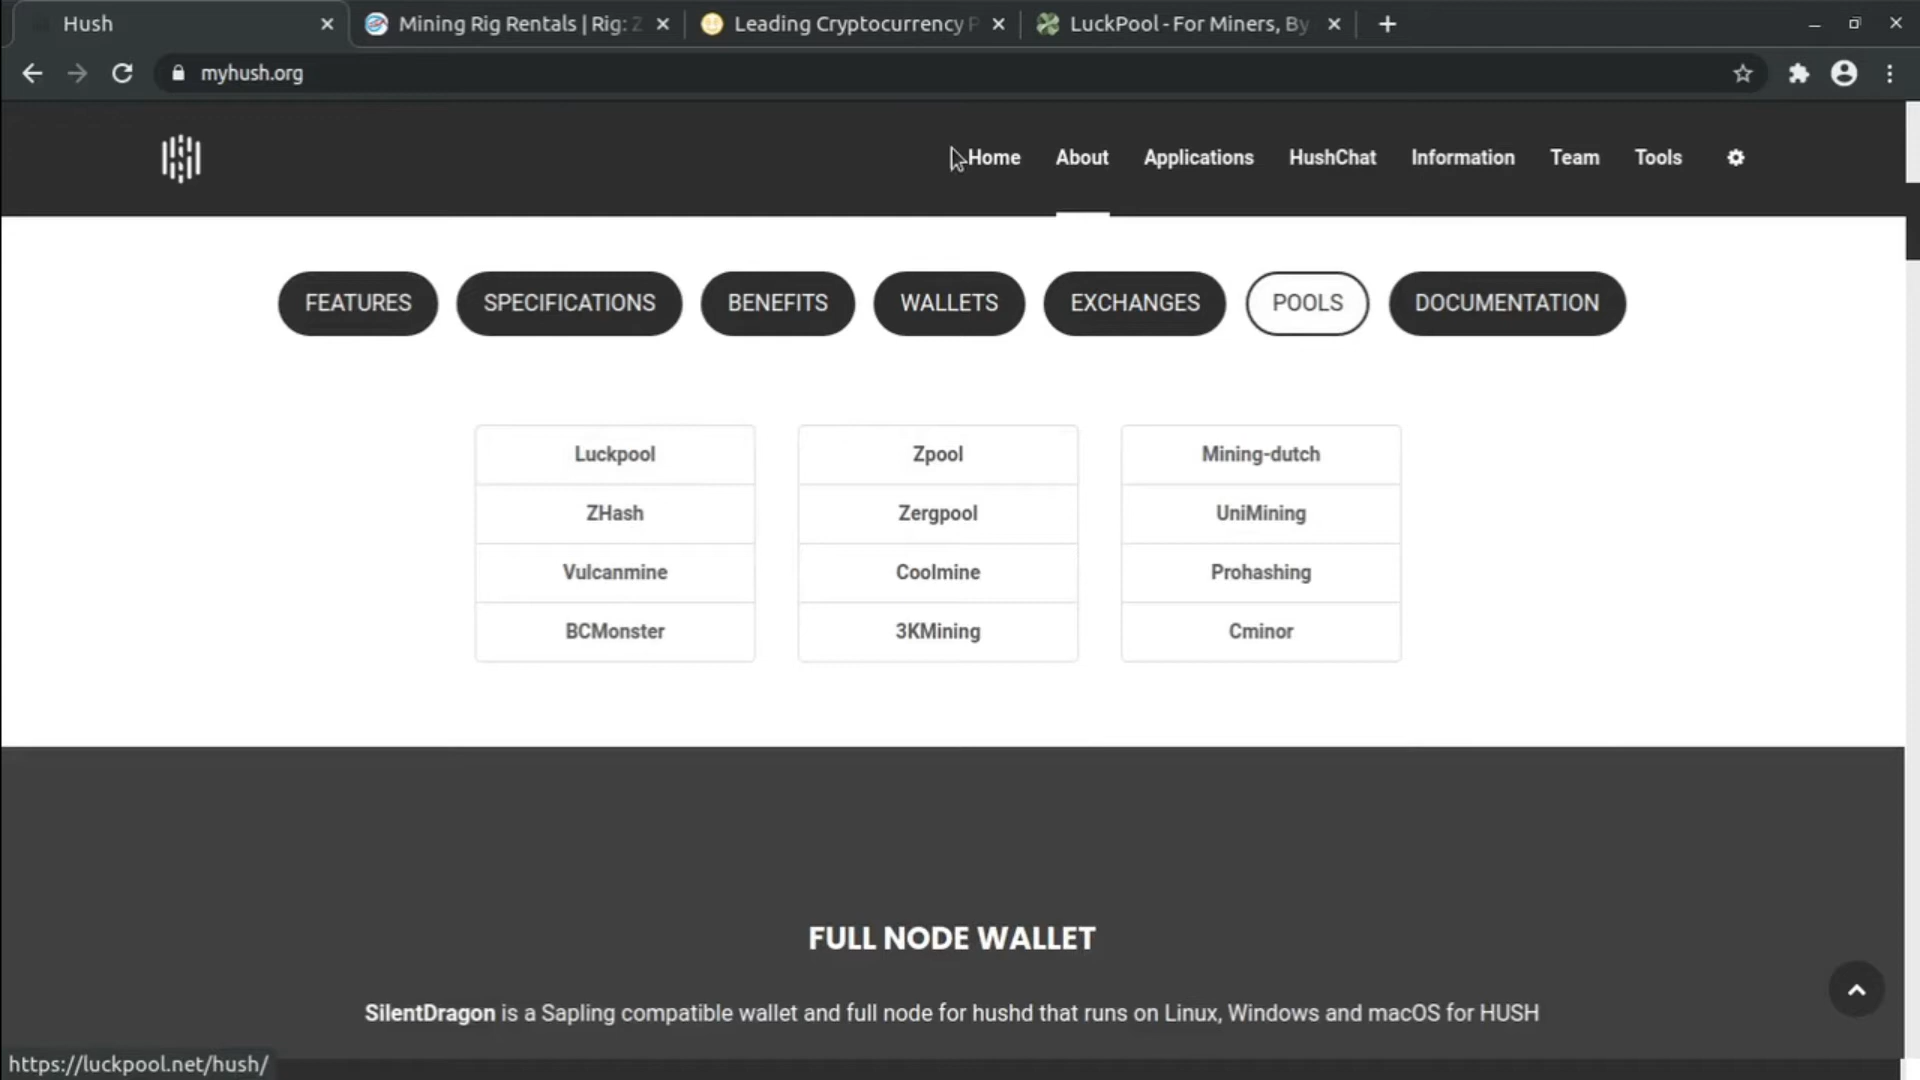 Hush
Mining Rig Rentals | Rig: Z
Leading Cryptocurrency P
LuckPool - For Miners, By
myhush.org
Home About Applications HushChat Information Team Tools
FEATURES SPECIFICATIONS BENEFITS WALLETS EXCHANGES POOLS DOCUMENTATION
Luckpool Zpool Mining-dutch
ZHash Zergpool UniMining
Vulcanmine Coolmine Prohashing
BCMonster 3KMining Cminor
FULL NODE WALLET
SilentDragon is a Sapling compatible wallet and full node for hushd that runs on Linux, Windows and macOS for HUSH
https://luckpool.net/hush/